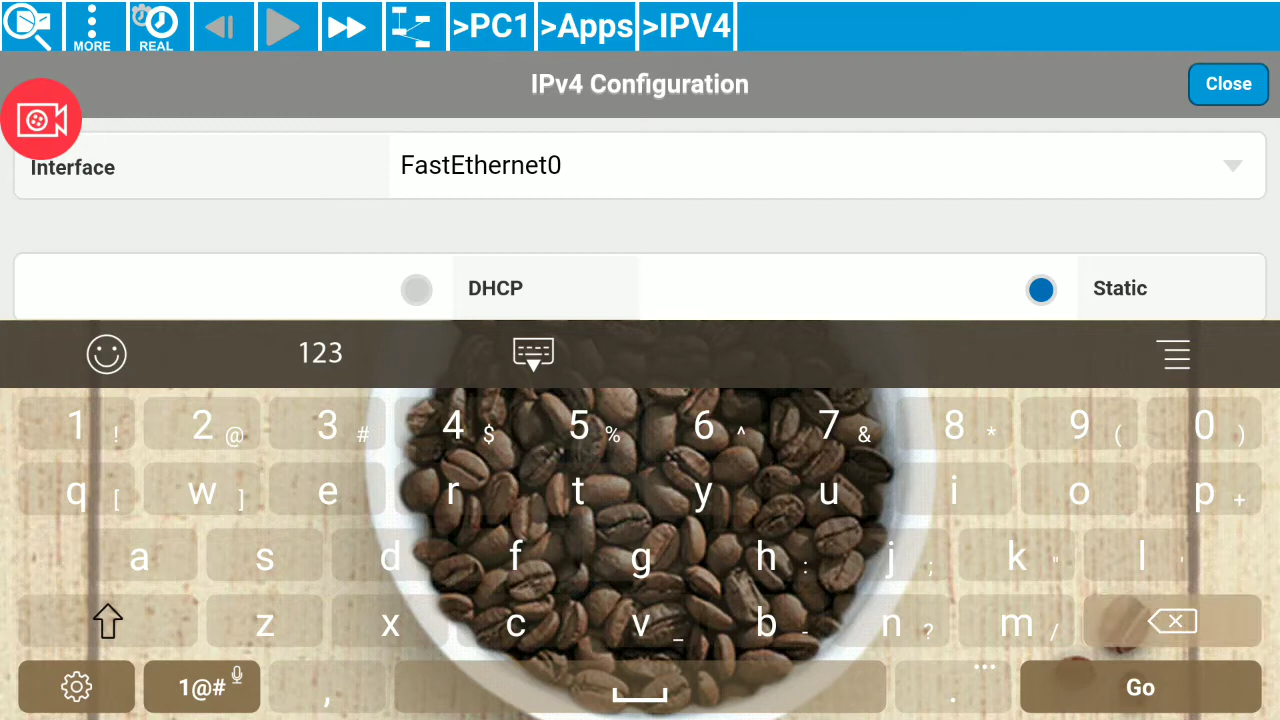 MORE
REAL
>PC1 >Apps >IPV4
IPv4 Configuration
Close
Interface
FastEthernet0
DHCP
Static
123
1 ! 2 @ 3 # 4 $ 5 % 6 ^ 7 & 8 * 9 ( 0 )
q [ w ] e r t y u i o p +
a s d f g h : j ; k " l '
z x c v _ b - n ? m /
1@# , . ... Go